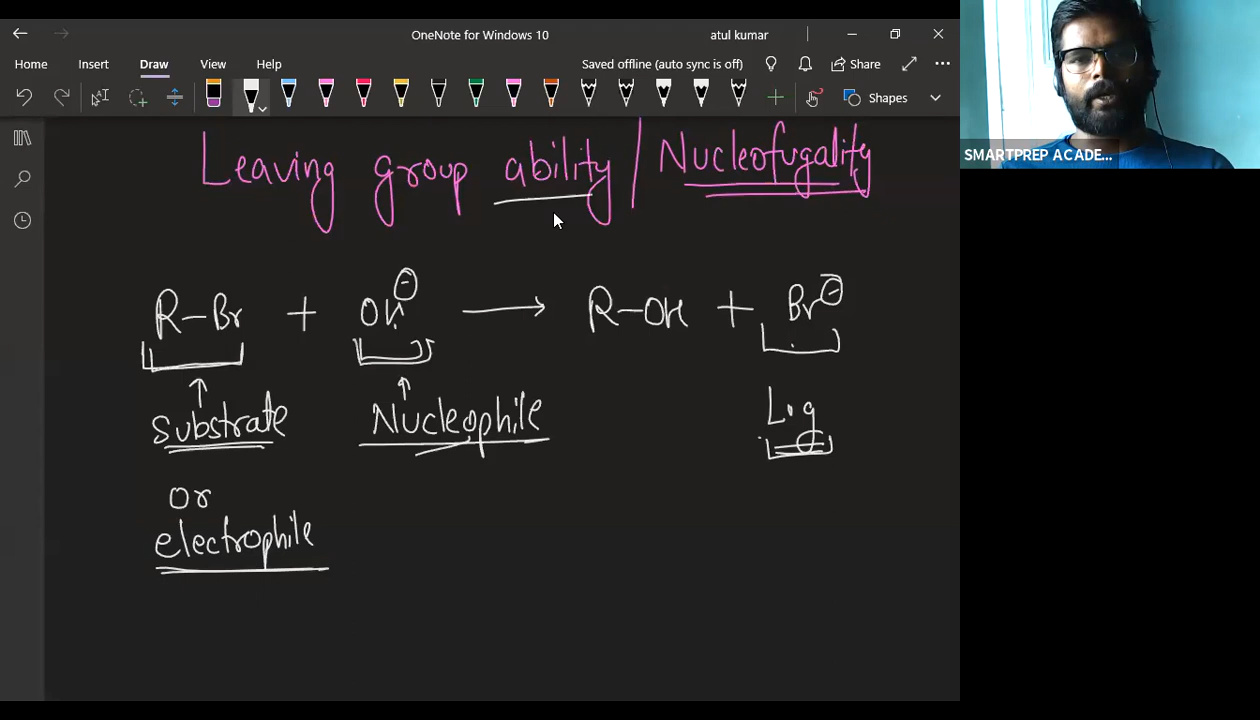 OneNote for Windows 10
atul kumar
Home Insert Draw View Help
Saved offline (auto sync is off)
Share
Shapes
SMARTPREP ACADE...
Leaving group ability / Nucleofugality
R-Br + OH⊖ → R-OH + Br⊖
↑ ↑
Substrate Nucleophile L.g
or
electrophile